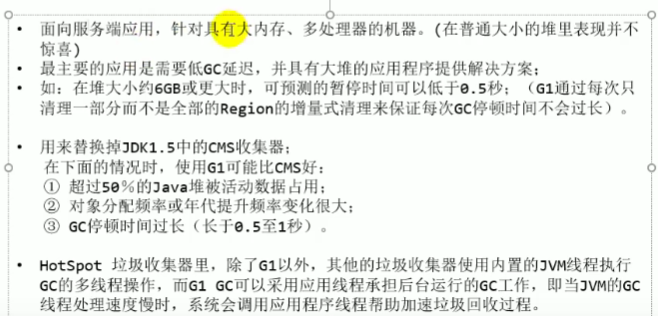 • 面向服务端应用，针对具有大内存、多处理器的机器。(在普通大小的堆里表现并不
惊喜)
• 最主要的应用是需要低GC延迟，并具有大堆的应用程序提供解决方案；
• 如：在堆大小约6GB或更大时，可预测的暂停时间可以低于0.5秒；（G1通过每次只
清理一部分而不是全部的Region的增量式清理来保证每次GC停顿时间不会过长）。
• 用来替换掉JDK1.5中的CMS收集器；
在下面的情况时，使用G1可能比CMS好：
① 超过50％的Java堆被活动数据占用；
② 对象分配频率或年代提升频率变化很大；
③ GC停顿时间过长（长于0.5至1秒）。
• HotSpot 垃圾收集器里，除了G1以外，其他的垃圾收集器使用内置的JVM线程执行
GC的多线程操作，而G1 GC可以采用应用线程承担后台运行的GC工作，即当JVM的GC
线程处理速度慢时，系统会调用应用程序线程帮助加速垃圾回收过程。